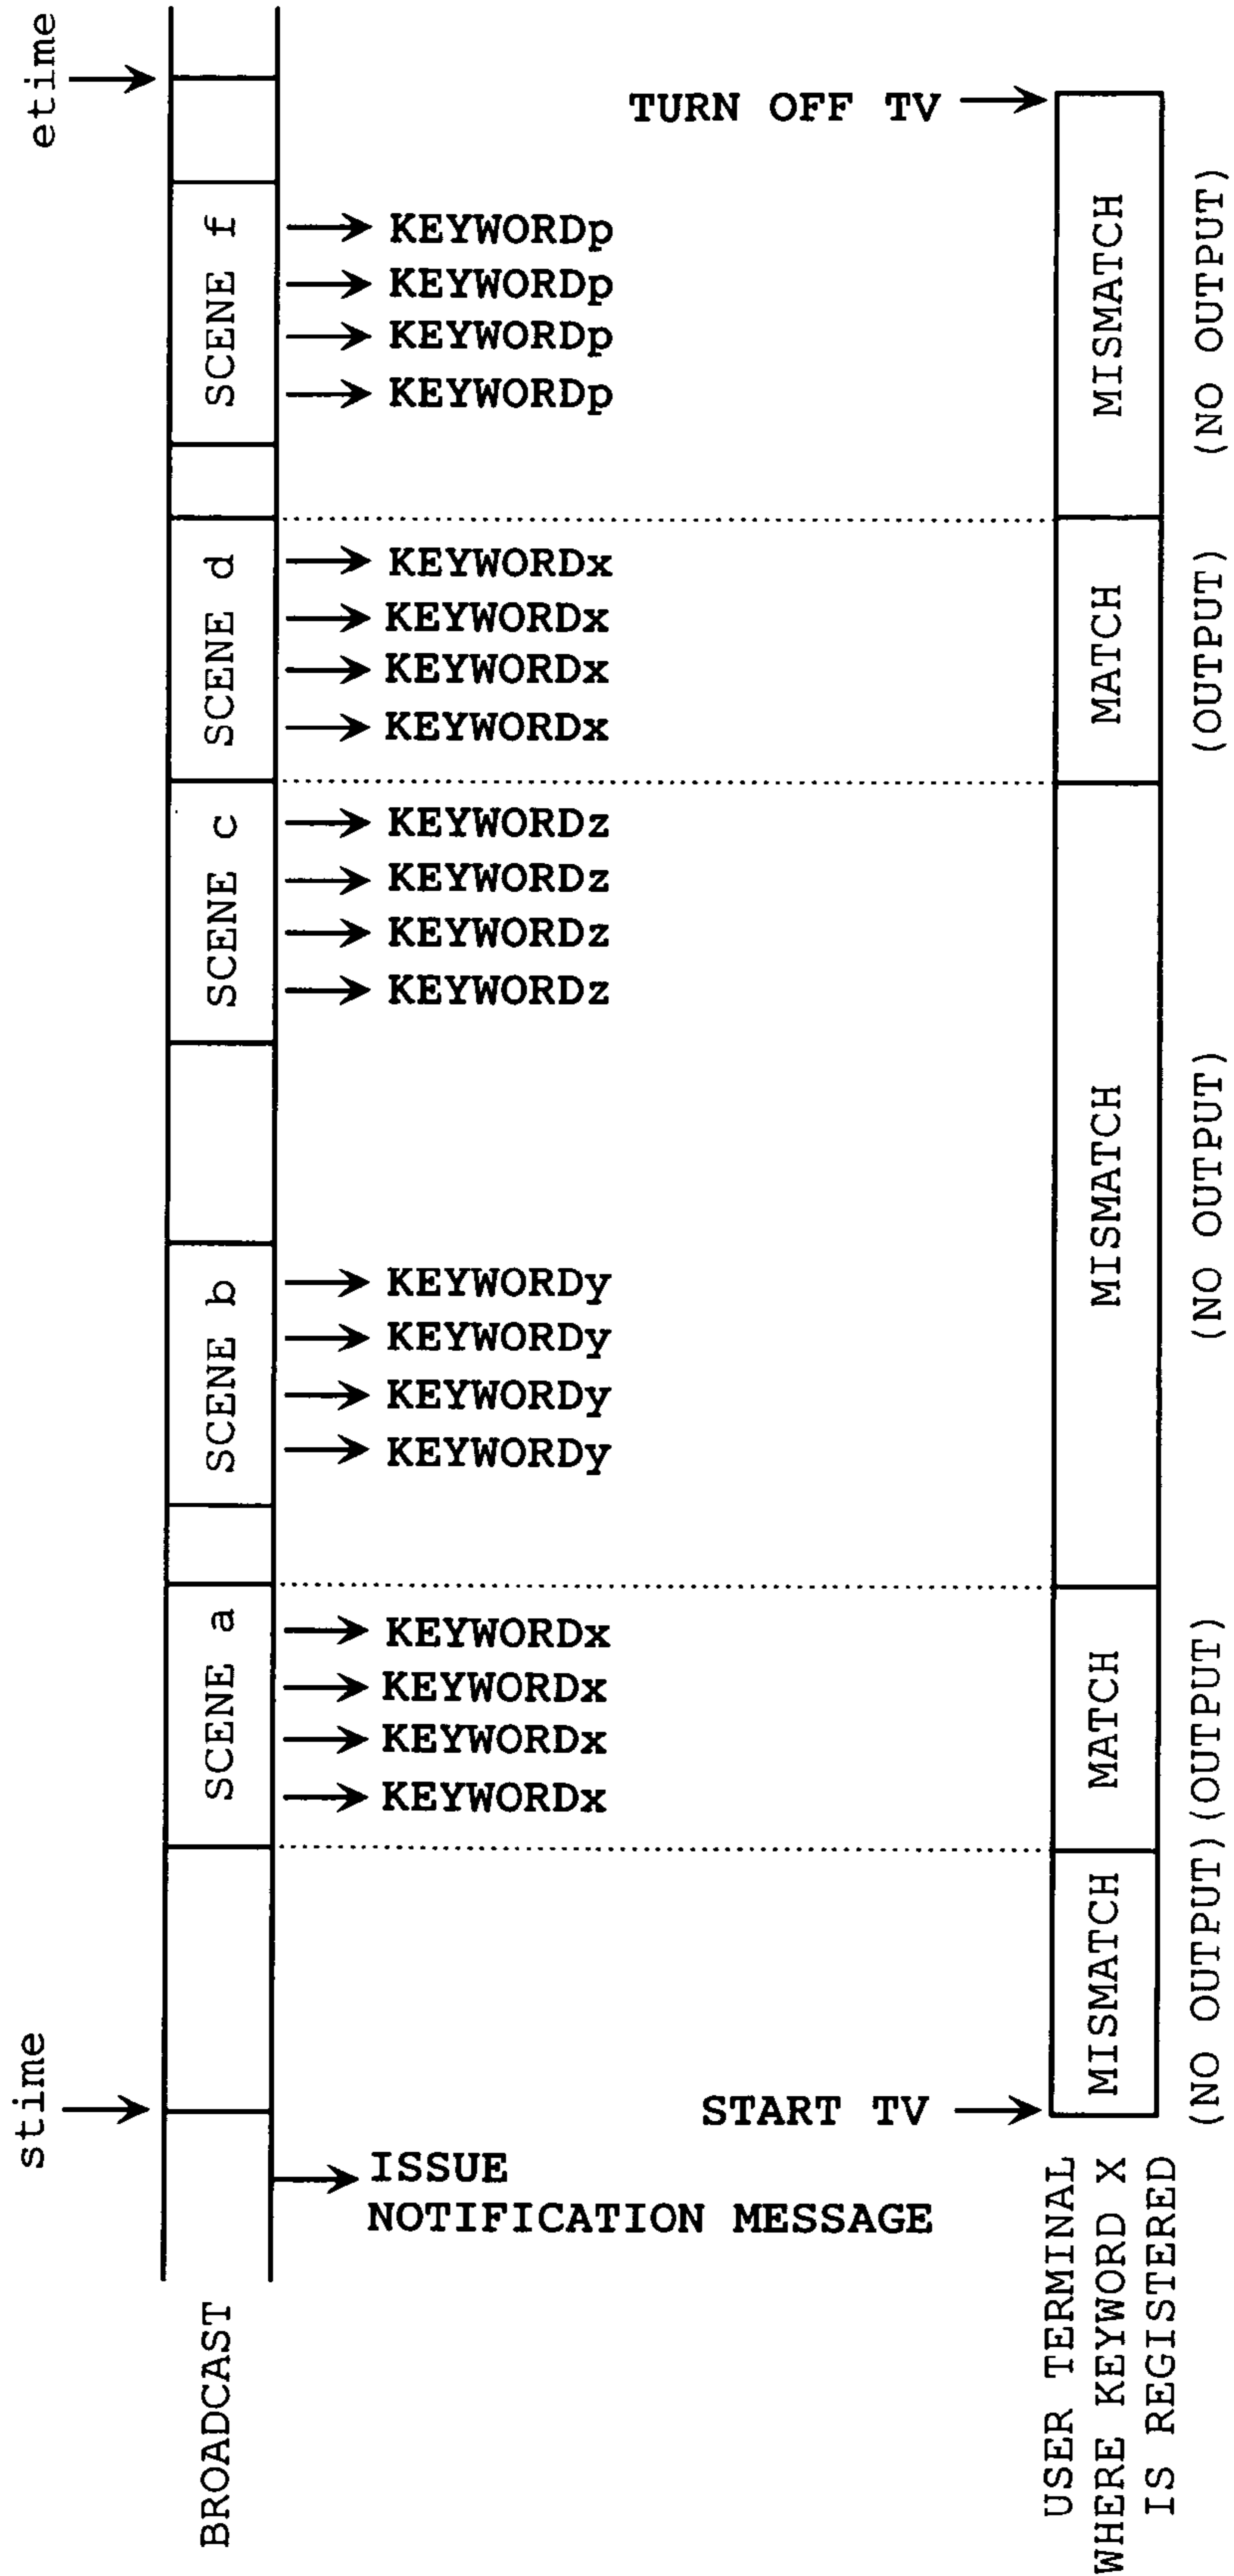 etime
TURN OFF TV
SCENE f
KEYWORDp
KEYWORDp
KEYWORDp
KEYWORDp
MISMATCH
(NO OUTPUT)
SCENE d
KEYWORDx
KEYWORDx
KEYWORDx
KEYWORDx
MATCH
(OUTPUT)
SCENE c
KEYWORDz
KEYWORDz
KEYWORDz
KEYWORDz
MISMATCH
(NO OUTPUT)
SCENE b
KEYWORDy
KEYWORDy
KEYWORDy
KEYWORDy
SCENE a
KEYWORDx
KEYWORDx
KEYWORDx
KEYWORDx
MATCH
(OUTPUT)
MISMATCH
(NO OUTPUT)
stime
START TV
ISSUE
NOTIFICATION MESSAGE
BROADCAST
USER TERMINAL
WHERE KEYWORD X
IS REGISTERED